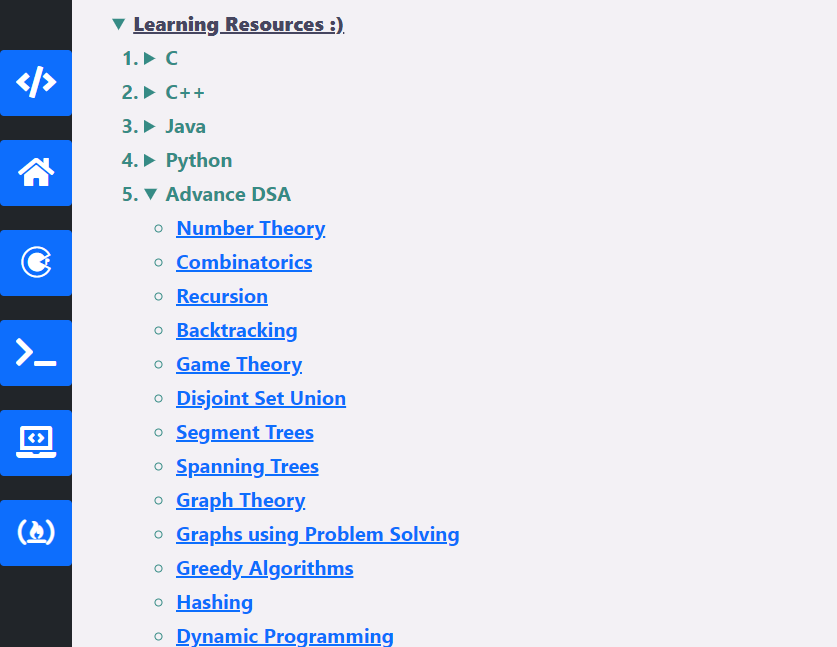 Learning Resources :)
1. C
2. C++
3. Java
4. Python
5. Advance DSA
Number Theory
Combinatorics
Recursion
Backtracking
Game Theory
Disjoint Set Union
Segment Trees
Spanning Trees
Graph Theory
Graphs using Problem Solving
Greedy Algorithms
Hashing
Dynamic Programming